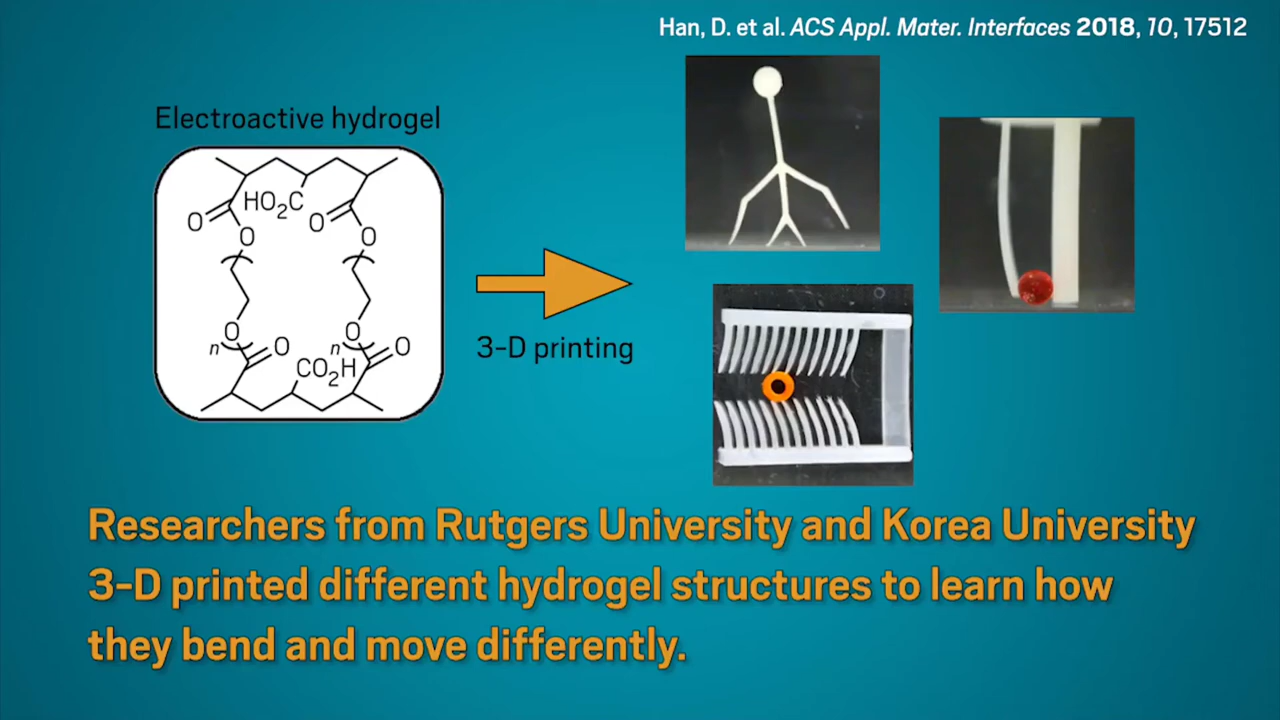 Han, D. et al. ACS Appl. Mater. Interfaces 2018, 10, 17512
Electroactive hydrogel
HO₂C
O
O
O
O
O
O
n
n
O
O
CO₂H
3-D printing
Researchers from Rutgers University and Korea University
3-D printed different hydrogel structures to learn how
they bend and move differently.